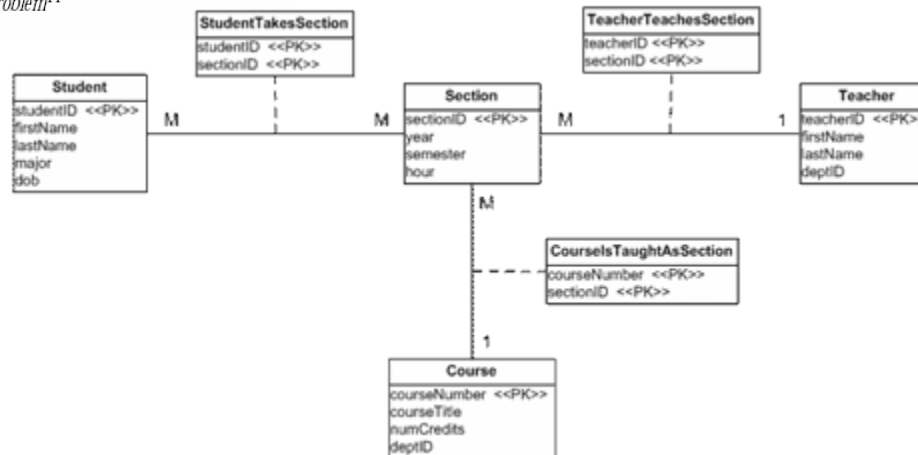 StudentTakesSection
studentID <<PK>>
sectionID <<PK>>
TeacherTeachesSection
teacherID <<PK>>
sectionID <<PK>>
Student
studentID <<PK>>
firstName
lastName
major
dob
M
M
Section
sectionID <<PK>>
year
semester
hour
M
1
Teacher
teacherID <<PK>
firstName
lastName
deptID
M
CourseIsTaughtAsSection
courseNumber <<PK>>
sectionID <<PK>>
1
Course
courseNumber <<PK>>
courseTitle
numCredits
deptID